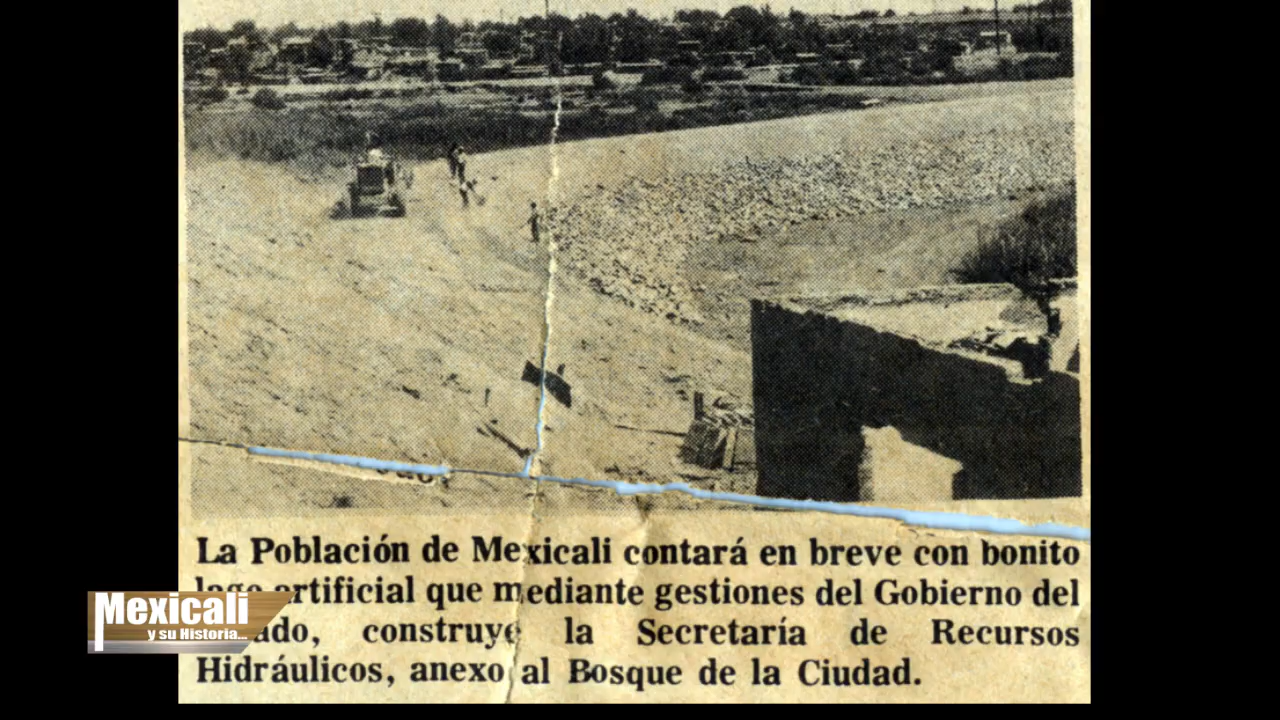 La Población de Mexicali contará en breve con bonito
lago artificial que mediante gestiones del Gobierno del
construye la Secretaría de Recursos
Hidráulicos, anexo al Bosque de la Ciudad.
Mexicali
y su Historia...